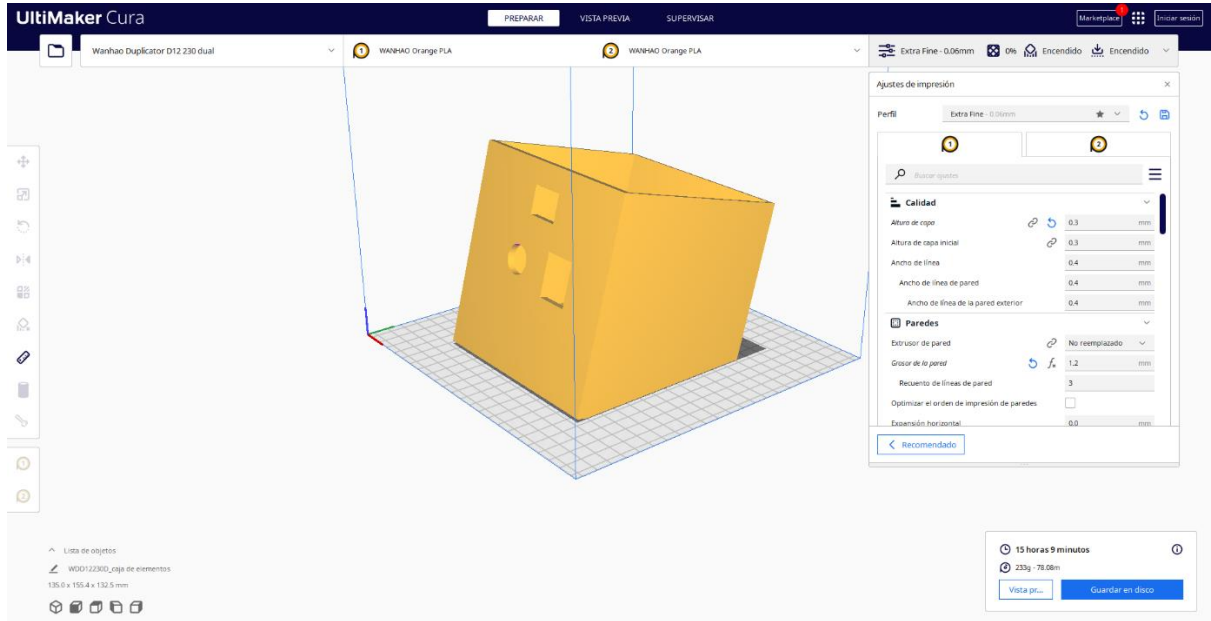 UltiMaker Cura
PREPARAR VISTA PREVIA SUPERVISAR
Marketplace 1 Iniciar sesión
Wanhao Duplicator D12 230 dual 1 WANHAO Orange PLA 2 WANHAO Orange PLA Extra Fine - 0.06mm 0% Encendido Encendido
Ajustes de impresión
Perfil Extra Fine - 0.06mm
1 2
Buscar ajustes
Calidad
Altura de capa 0.3 mm
Altura de capa inicial 0.3 mm
Ancho de línea 0.4 mm
Ancho de línea de pared 0.4 mm
Ancho de línea de la pared exterior 0.4 mm
Paredes
Extrusor de pared No reemplazado
Grosor de la pared fx 1.2 mm
Recuento de líneas de pared 3
Optimizar el orden de impresión de paredes
Expansión horizontal 0.0 mm
Recomendado
1
2
Lista de objetos
WDD12230D_caja de elementos
135.0 x 155.4 x 132.5 mm
15 horas 9 minutos
233g - 78.08m
Vista pr... Guardar en disco